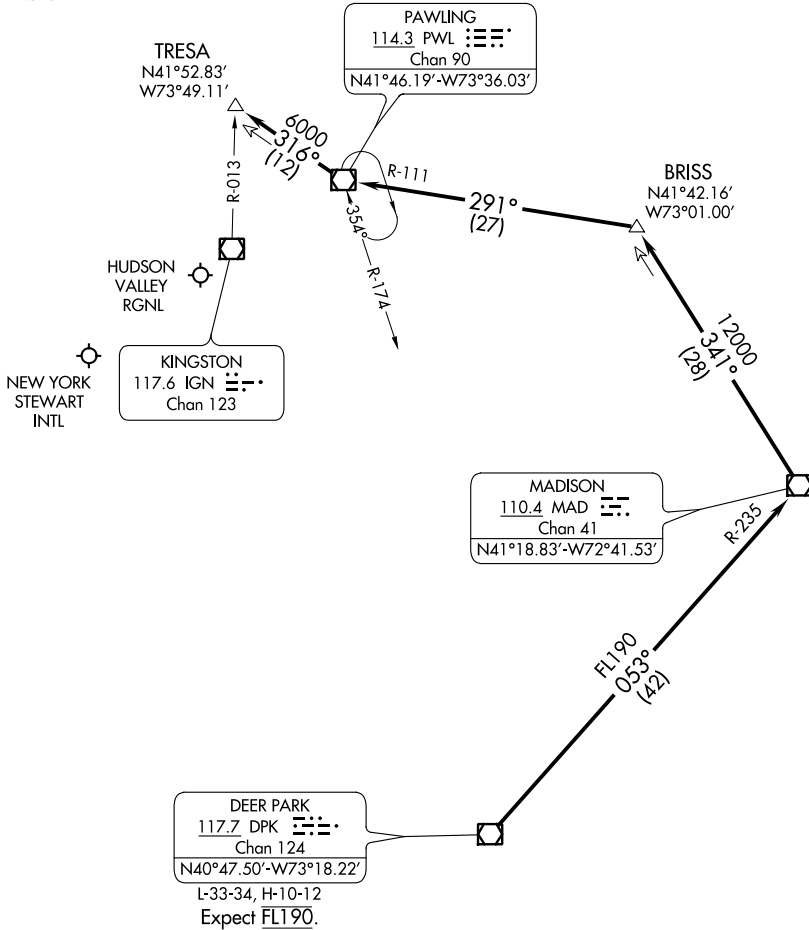 PAWLING
114.3 PWL
Chan 90
N41°46.19'-W73°36.03'
TRESA
N41°52.83'
W73°49.11'
6000
316°
(12)
R-013
R-111
291°
(27)
BRISS
N41°42.16'
W73°01.00'
354°
R-174
HUDSON
VALLEY
RGNL
12000
341°
(28)
NEW YORK
STEWART
INTL
KINGSTON
117.6 IGN
Chan 123
MADISON
110.4 MAD
Chan 41
N41°18.83'-W72°41.53'
R-235
FL190
053°
(42)
DEER PARK
117.7 DPK
Chan 124
N40°47.50'-W73°18.22'
L-33-34, H-10-12
Expect FL190.